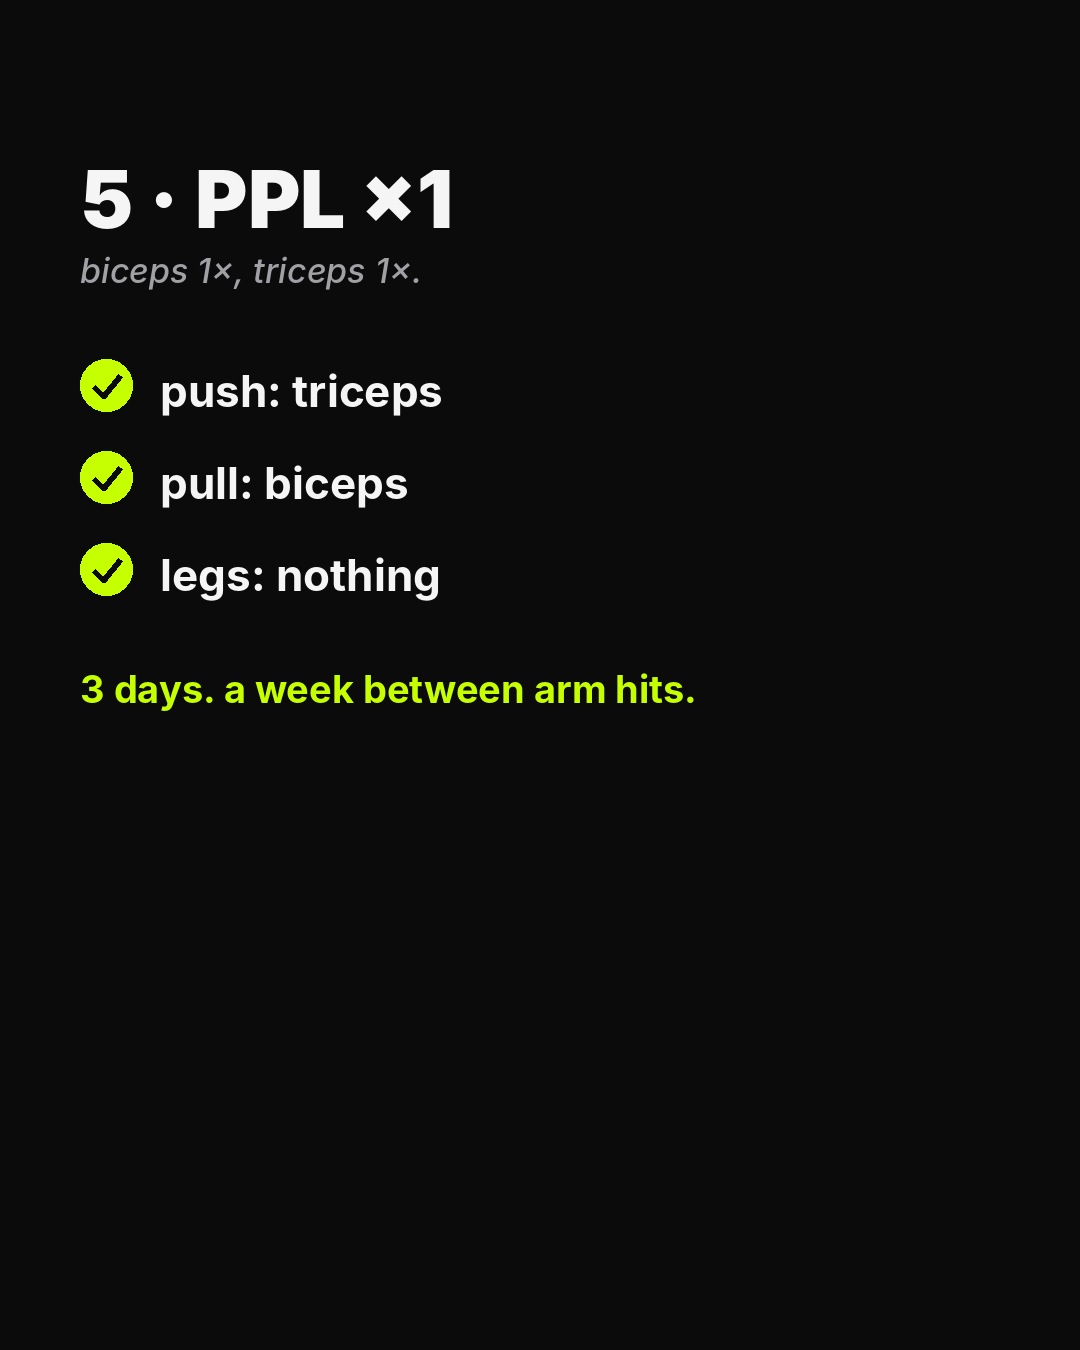 5 · PPL ×1
biceps 1×, triceps 1×.
push: triceps
pull: biceps
legs: nothing
3 days. a week between arm hits.